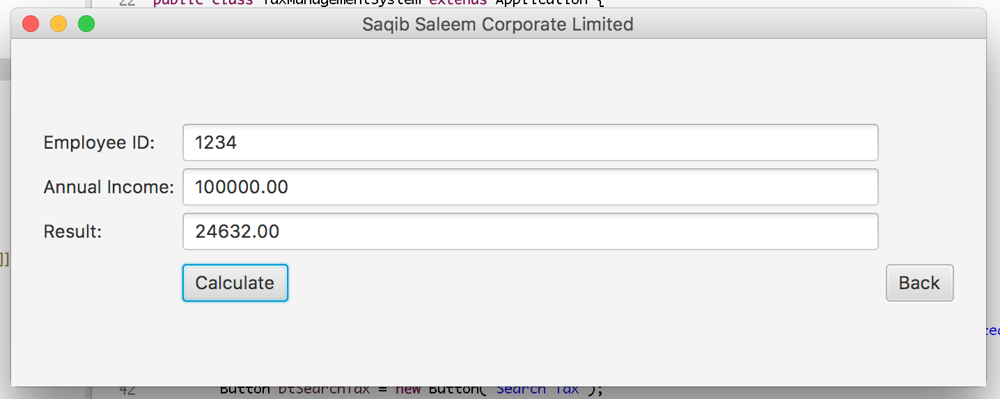 22 public class TaxManagementSystem extends Application {
Saqib Saleem Corporate Limited
Employee ID: 1234
Annual Income: 100000.00
Result: 24632.00
]]
Calculate Back
42 Button btSearchTax = new Button("Search Tax");